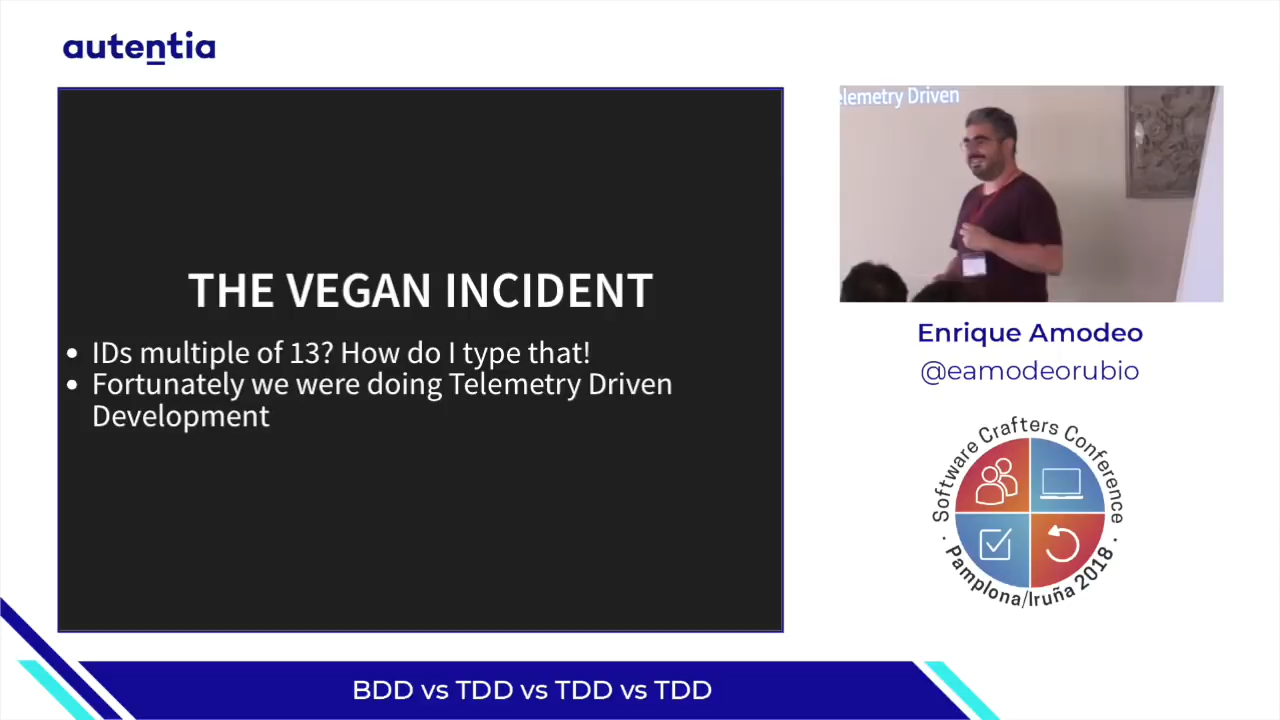 autentia
THE VEGAN INCIDENT
• IDs multiple of 13? How do I type that!
• Fortunately we were doing Telemetry Driven
Development
elemetry Driven
Enrique Amodeo
@eamodeorubio
Software Crafters Conference
· Pamplona/Iruña 2018 ·
BDD vs TDD vs TDD vs TDD